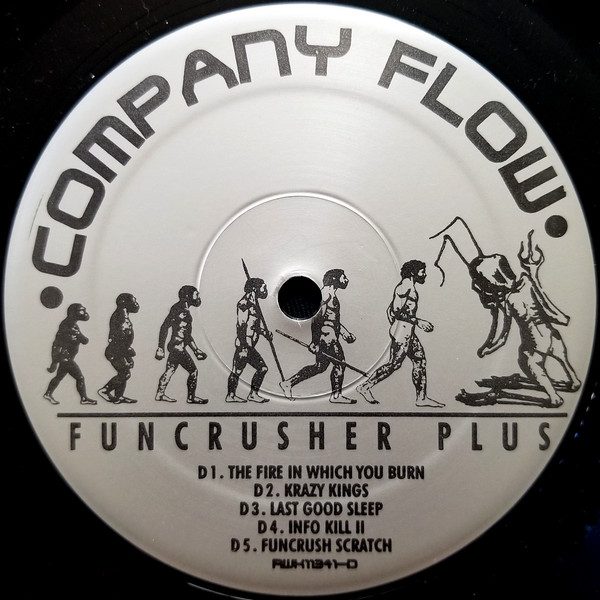 COMPANY FLOW
FUNCRUSHER PLUS
D1. THE FIRE IN WHICH YOU BURN
D2. KRAZY KINGS
D3. LAST GOOD SLEEP
D4. INFO KILL II
D5. FUNCRUSH SCRATCH
RWK11341-D